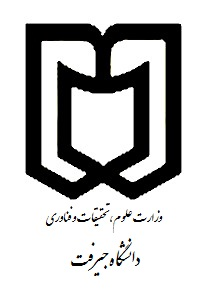 وزارت علوم، تحقیقات و فناوری
دانشگاه جیرفت